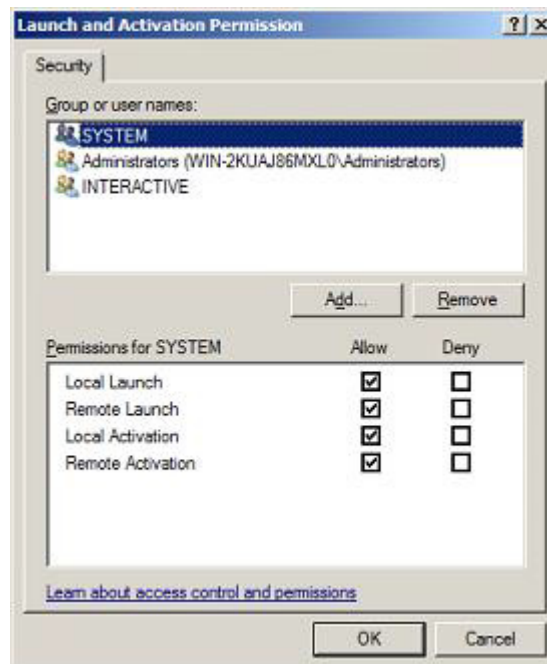 Launch and Activation Permission
Security
Group or user names:
SYSTEM
Administrators (WIN-2KUAJ86MXL0\Administrators)
INTERACTIVE
Add... Remove
Permissions for SYSTEM Allow Deny
Local Launch
Remote Launch
Local Activation
Remote Activation
Learn about access control and permissions
OK Cancel